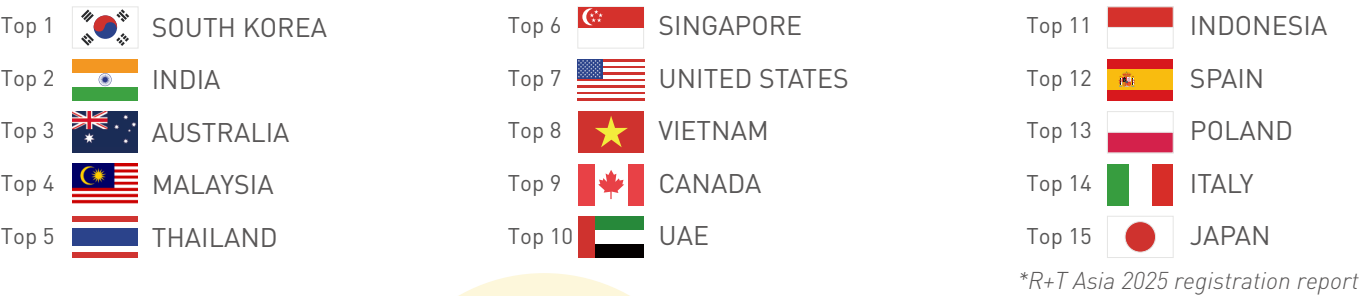 Top 1 SOUTH KOREA
Top 2 INDIA
Top 3 AUSTRALIA
Top 4 MALAYSIA
Top 5 THAILAND
Top 6 SINGAPORE
Top 7 UNITED STATES
Top 8 VIETNAM
Top 9 CANADA
Top 10 UAE
Top 11 INDONESIA
Top 12 SPAIN
Top 13 POLAND
Top 14 ITALY
Top 15 JAPAN
*R+T Asia 2025 registration report